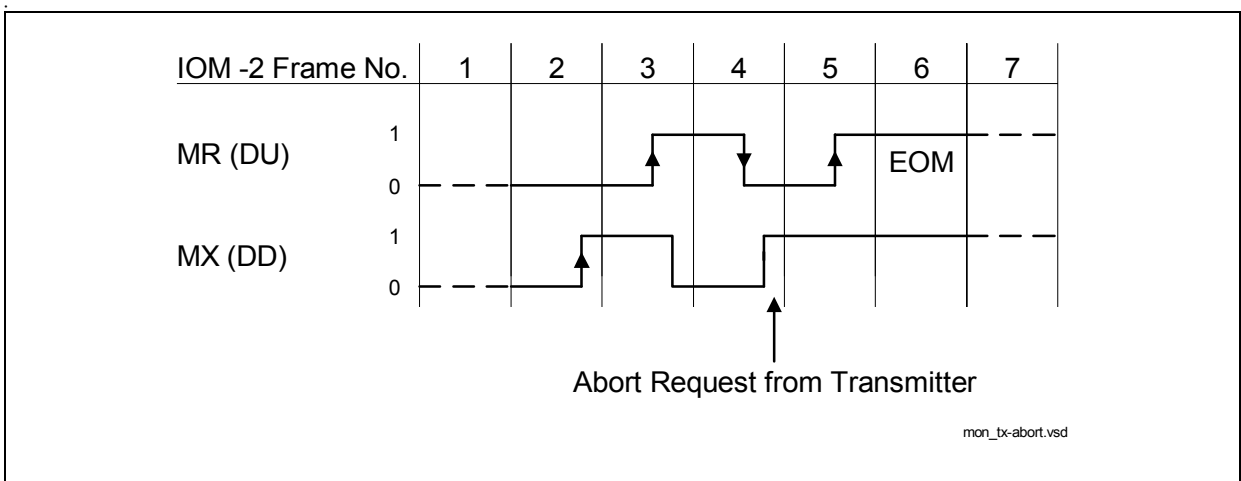 .
IOM -2 Frame No. 1 2 3 4 5 6 7
1
MR (DU)
0
EOM
1
MX (DD)
0
Abort Request from Transmitter
mon_tx-abort.vsd